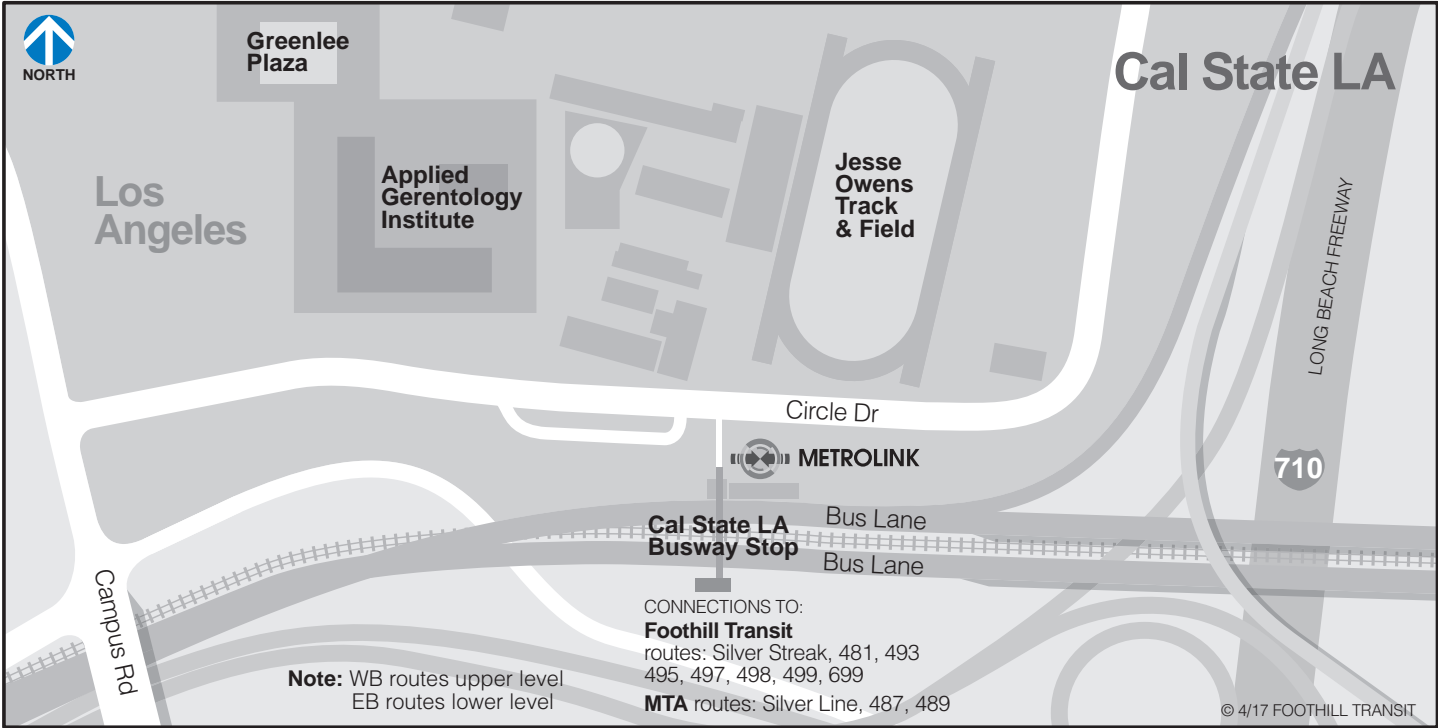 NORTH
Greenlee
Plaza
Cal State LA
Los
Angeles
Applied
Gerentology
Institute
Jesse
Owens
Track
& Field
LONG BEACH FREEWAY
Circle Dr
METROLINK
710
Cal State LA
Busway Stop
Bus Lane
Bus Lane
Campus Rd
CONNECTIONS TO:
Foothill Transit
routes: Silver Streak, 481, 493
495, 497, 498, 499, 699
MTA routes: Silver Line, 487, 489
Note: WB routes upper level
EB routes lower level
© 4/17 FOOTHILL TRANSIT